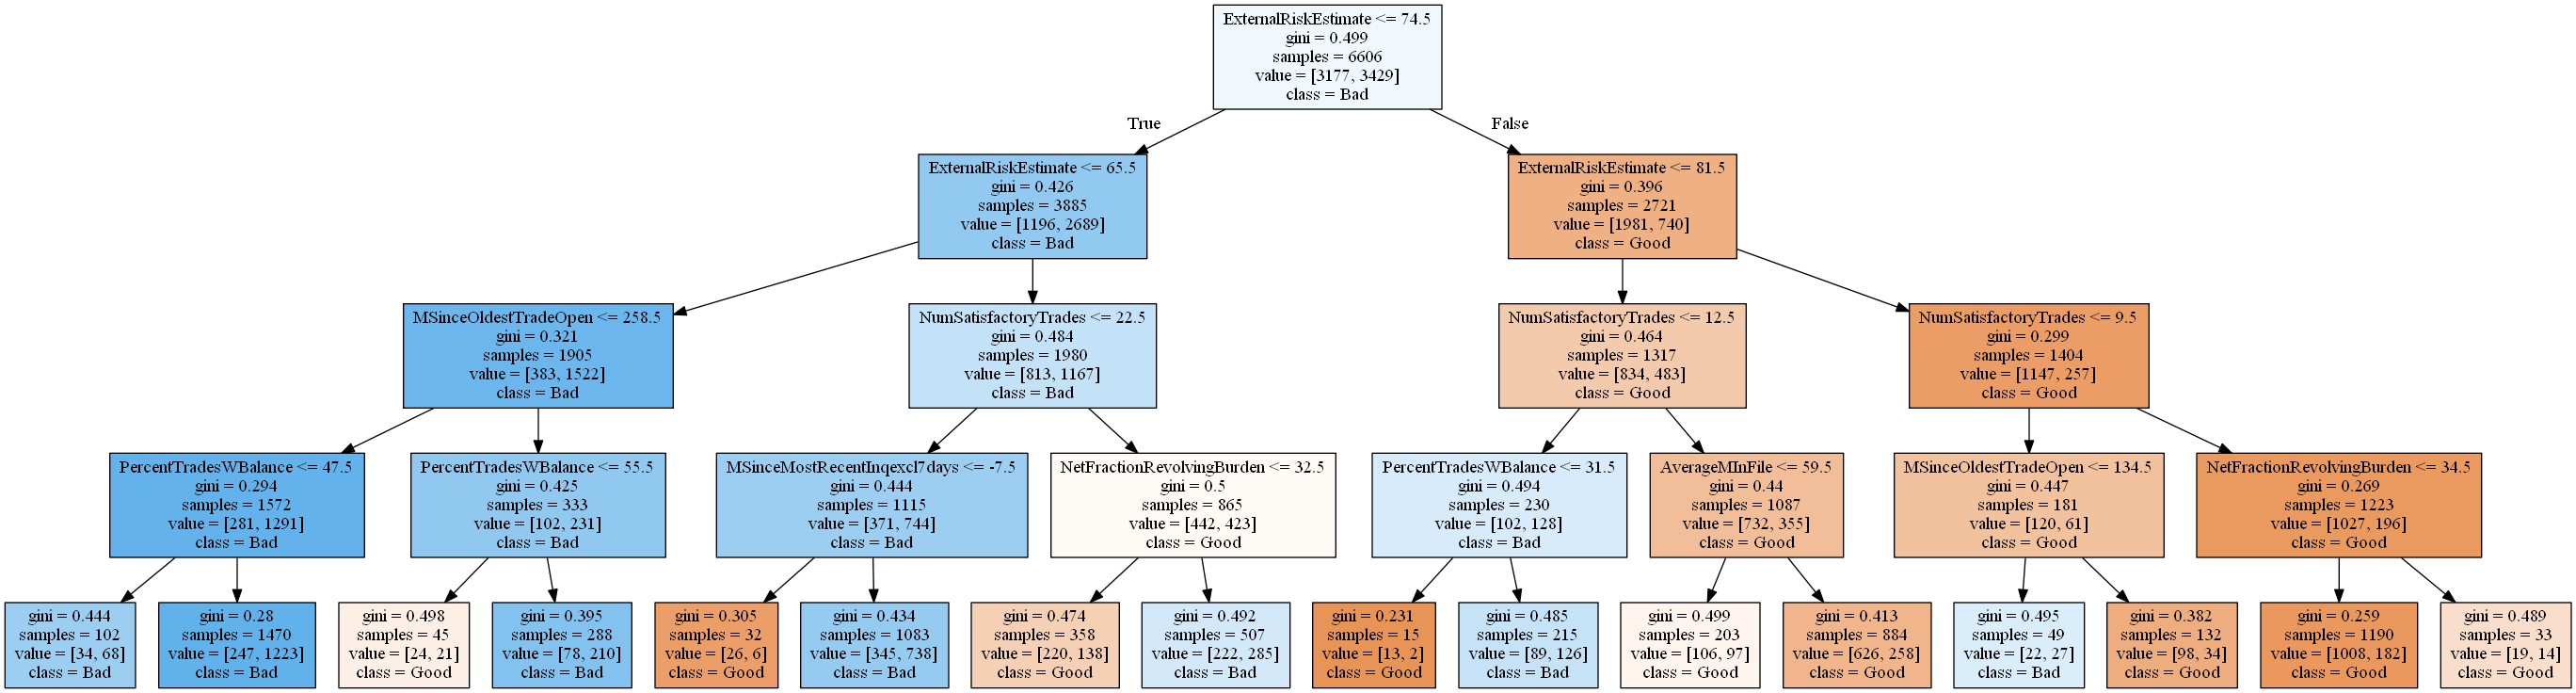 ExternalRiskEstimate <= 74.5
gini = 0.499
samples = 6606
value = [3177, 3429]
class = Bad
True
False
ExternalRiskEstimate <= 65.5
gini = 0.426
samples = 3885
value = [1196, 2689]
class = Bad
ExternalRiskEstimate <= 81.5
gini = 0.396
samples = 2721
value = [1981, 740]
class = Good
MSinceOldestTradeOpen <= 258.5
gini = 0.321
samples = 1905
value = [383, 1522]
class = Bad
NumSatisfactoryTrades <= 22.5
gini = 0.484
samples = 1980
value = [813, 1167]
class = Bad
NumSatisfactoryTrades <= 12.5
gini = 0.464
samples = 1317
value = [834, 483]
class = Good
NumSatisfactoryTrades <= 9.5
gini = 0.299
samples = 1404
value = [1147, 257]
class = Good
PercentTradesWBalance <= 47.5
gini = 0.294
samples = 1572
value = [281, 1291]
class = Bad
PercentTradesWBalance <= 55.5
gini = 0.425
samples = 333
value = [102, 231]
class = Bad
MSinceMostRecentInqexcl7days <= -7.5
gini = 0.444
samples = 1115
value = [371, 744]
class = Bad
NetFractionRevolvingBurden <= 32.5
gini = 0.5
samples = 865
value = [442, 423]
class = Good
PercentTradesWBalance <= 31.5
gini = 0.494
samples = 230
value = [102, 128]
class = Bad
AverageMInFile <= 59.5
gini = 0.44
samples = 1087
value = [732, 355]
class = Good
MSinceOldestTradeOpen <= 134.5
gini = 0.447
samples = 181
value = [120, 61]
class = Good
NetFractionRevolvingBurden <= 34.5
gini = 0.269
samples = 1223
value = [1027, 196]
class = Good
gini = 0.444
samples = 102
value = [34, 68]
class = Bad
gini = 0.28
samples = 1470
value = [247, 1223]
class = Bad
gini = 0.498
samples = 45
value = [24, 21]
class = Good
gini = 0.395
samples = 288
value = [78, 210]
class = Bad
gini = 0.305
samples = 32
value = [26, 6]
class = Good
gini = 0.434
samples = 1083
value = [345, 738]
class = Bad
gini = 0.474
samples = 358
value = [220, 138]
class = Good
gini = 0.492
samples = 507
value = [222, 285]
class = Bad
gini = 0.231
samples = 15
value = [13, 2]
class = Good
gini = 0.485
samples = 215
value = [89, 126]
class = Bad
gini = 0.499
samples = 203
value = [106, 97]
class = Good
gini = 0.413
samples = 884
value = [626, 258]
class = Good
gini = 0.495
samples = 49
value = [22, 27]
class = Bad
gini = 0.382
samples = 132
value = [98, 34]
class = Good
gini = 0.259
samples = 1190
value = [1008, 182]
class = Good
gini = 0.489
samples = 33
value = [19, 14]
class = Good